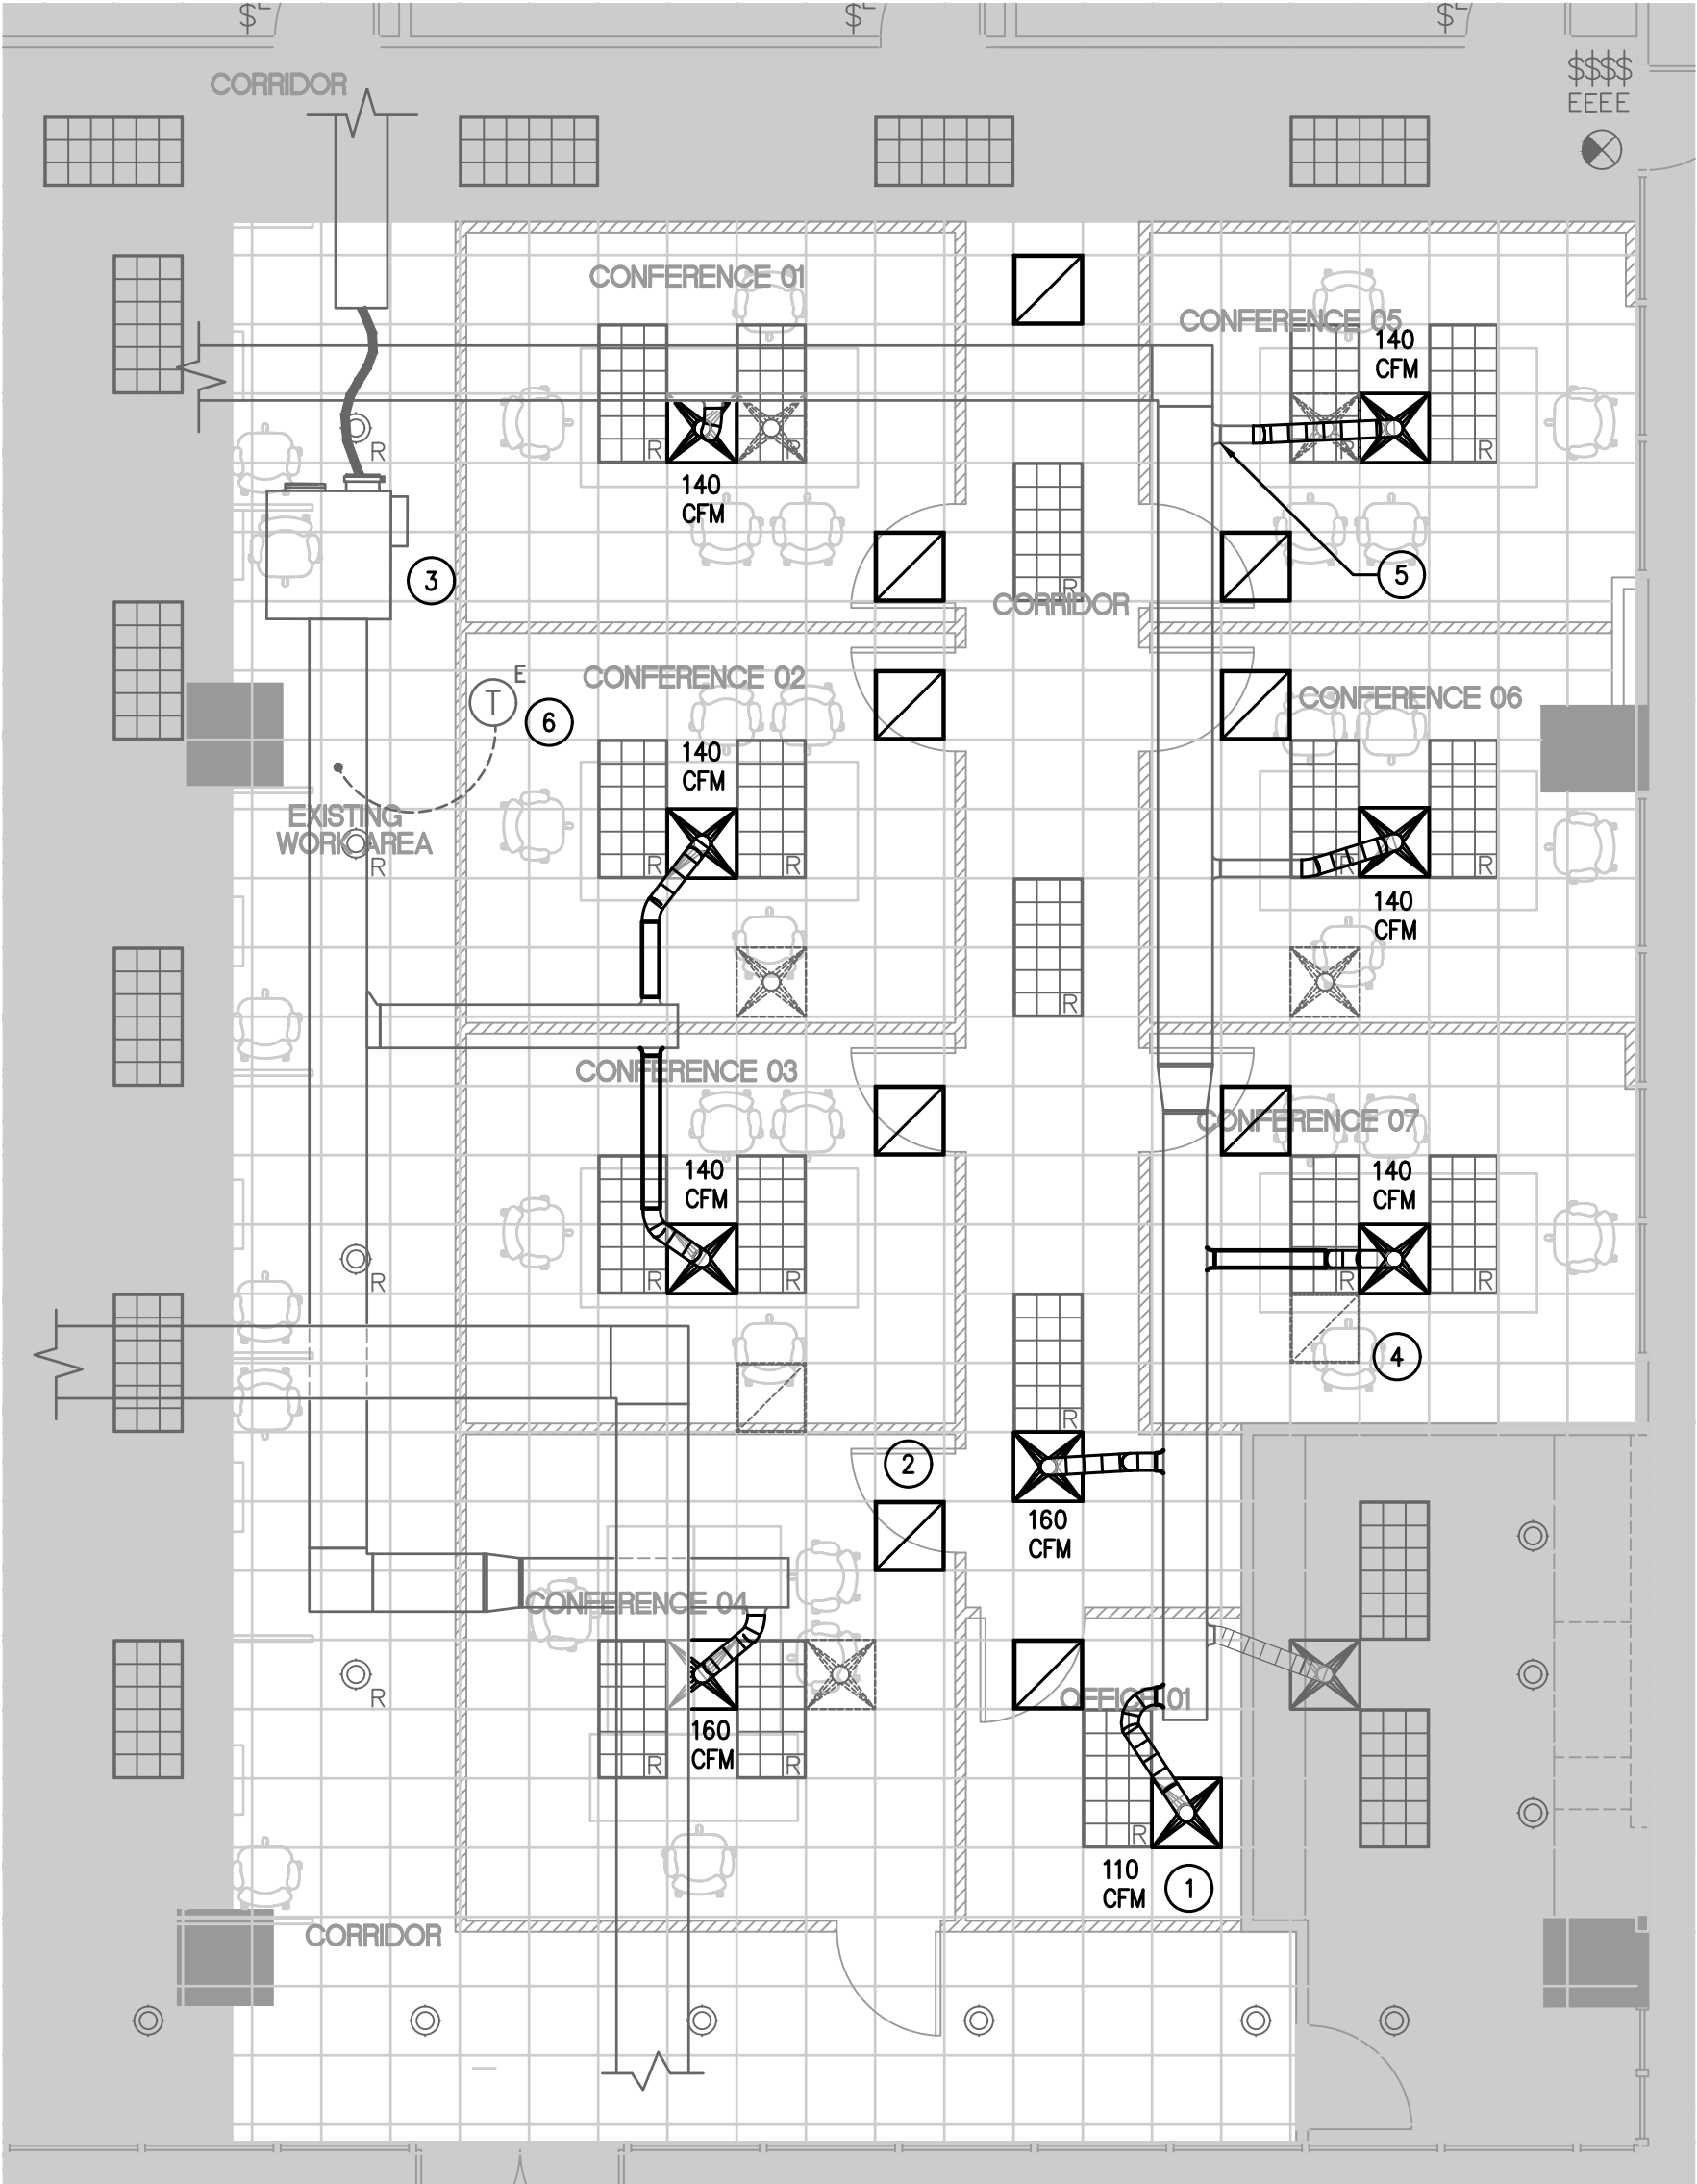 $E
$E
$E
$$$$
EEEE
CORRIDOR
CONFERENCE 01
CONFERENCE 05
140
CFM
R
R
R
R
R
140
CFM
3
5
R
CORRIDOR
E
T
6
CONFERENCE 02
CONFERENCE 06
140
CFM
EXISTING
WORK AREA
R
R
R
R
R
140
CFM
R
CONFERENCE 03
CONFERENCE 07
140
CFM
140
CFM
R
R
R
R
R
4
R
2
160
CFM
CONFERENCE 04
R
OFFICE 01
160
CFM
R
R
R
110
CFM
1
CORRIDOR